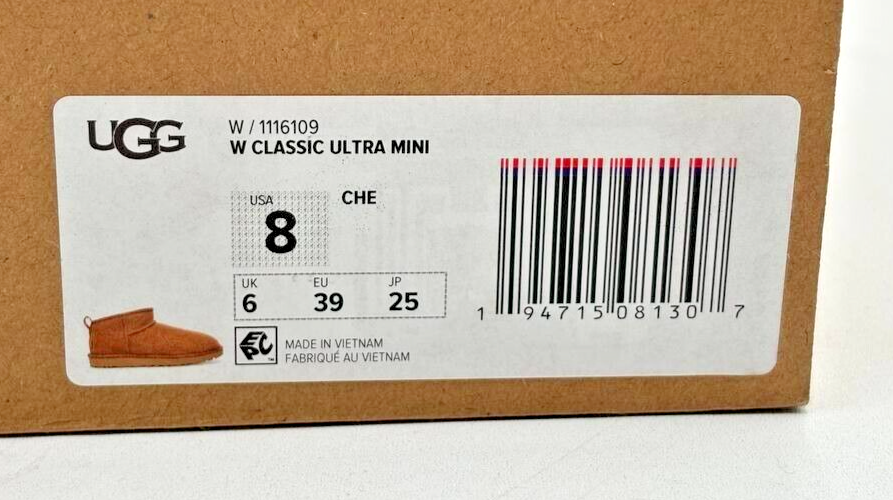 UGG
W / 1116109
W CLASSIC ULTRA MINI
USA
8
CHE
UK EU JP
6 39 25
1 94715 08130 7
EPC
MADE IN VIETNAM
FABRIQUÉ AU VIETNAM